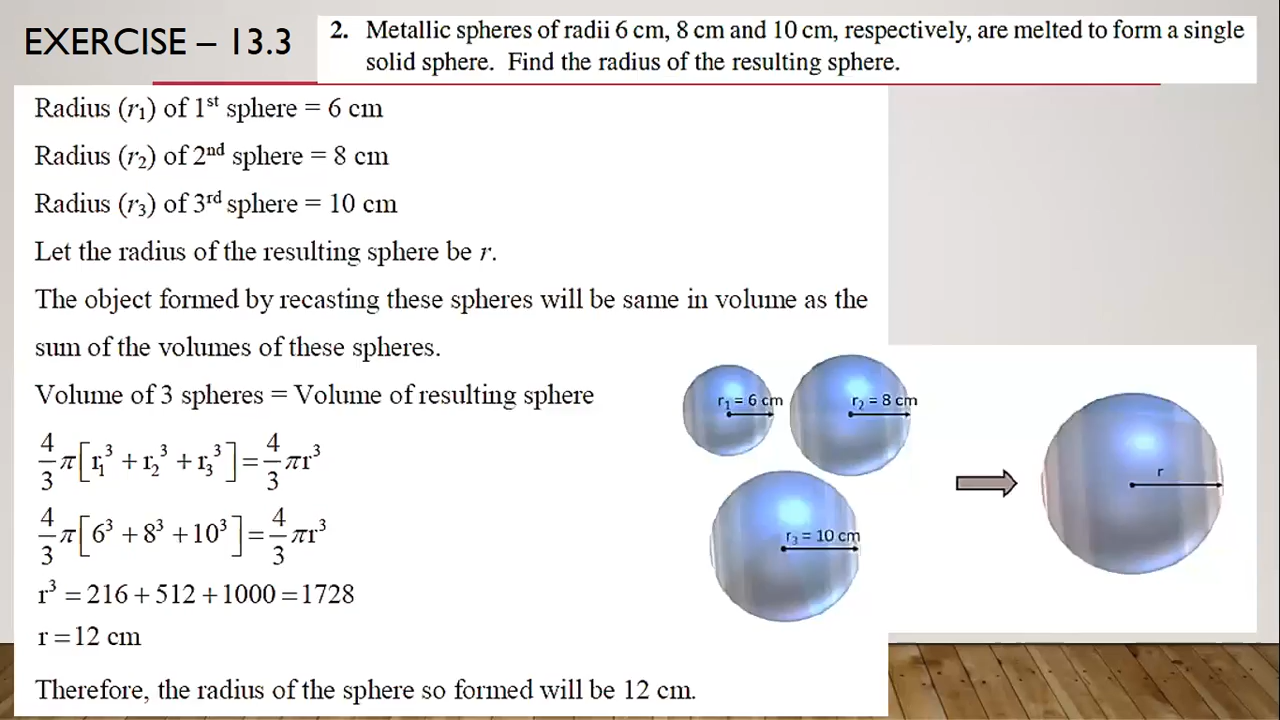 EXERCISE – 13.3
2. Metallic spheres of radii 6 cm, 8 cm and 10 cm, respectively, are melted to form a single
solid sphere. Find the radius of the resulting sphere.
Radius (r₁) of 1ˢᵗ sphere = 6 cm
Radius (r₂) of 2ⁿᵈ sphere = 8 cm
Radius (r₃) of 3ʳᵈ sphere = 10 cm
Let the radius of the resulting sphere be r.
The object formed by recasting these spheres will be same in volume as the
sum of the volumes of these spheres.
Volume of 3 spheres = Volume of resulting sphere
4/3 π[r₁³ + r₂³ + r₃³] = 4/3 πr³
4/3 π[6³ + 8³ + 10³] = 4/3 πr³
r³ = 216 + 512 + 1000 = 1728
r = 12 cm
Therefore, the radius of the sphere so formed will be 12 cm.
r₁ = 6 cm
r₂ = 8 cm
r₃ = 10 cm
r